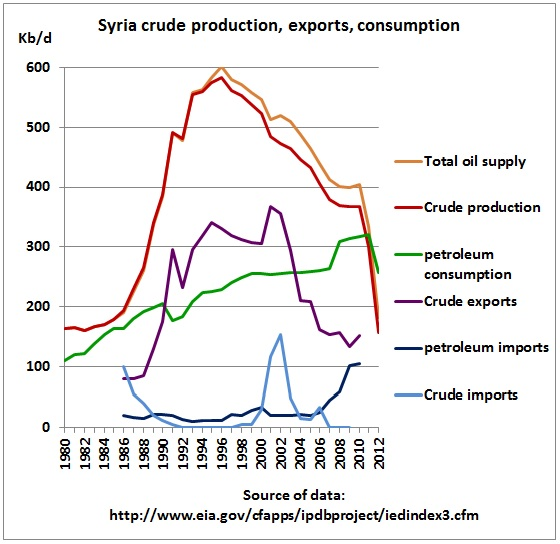 Syria crude production, exports, consumption
Kb/d
600
500
400
300
200
100
0
Total oil supply
Crude production
petroleum
consumption
Crude exports
petroleum imports
Crude imports
1980
1982
1984
1986
1988
1990
1992
1994
1996
1998
2000
2002
2004
2006
2008
2010
2012
Source of data:
http://www.eia.gov/cfapps/ipdbproject/iedindex3.cfm